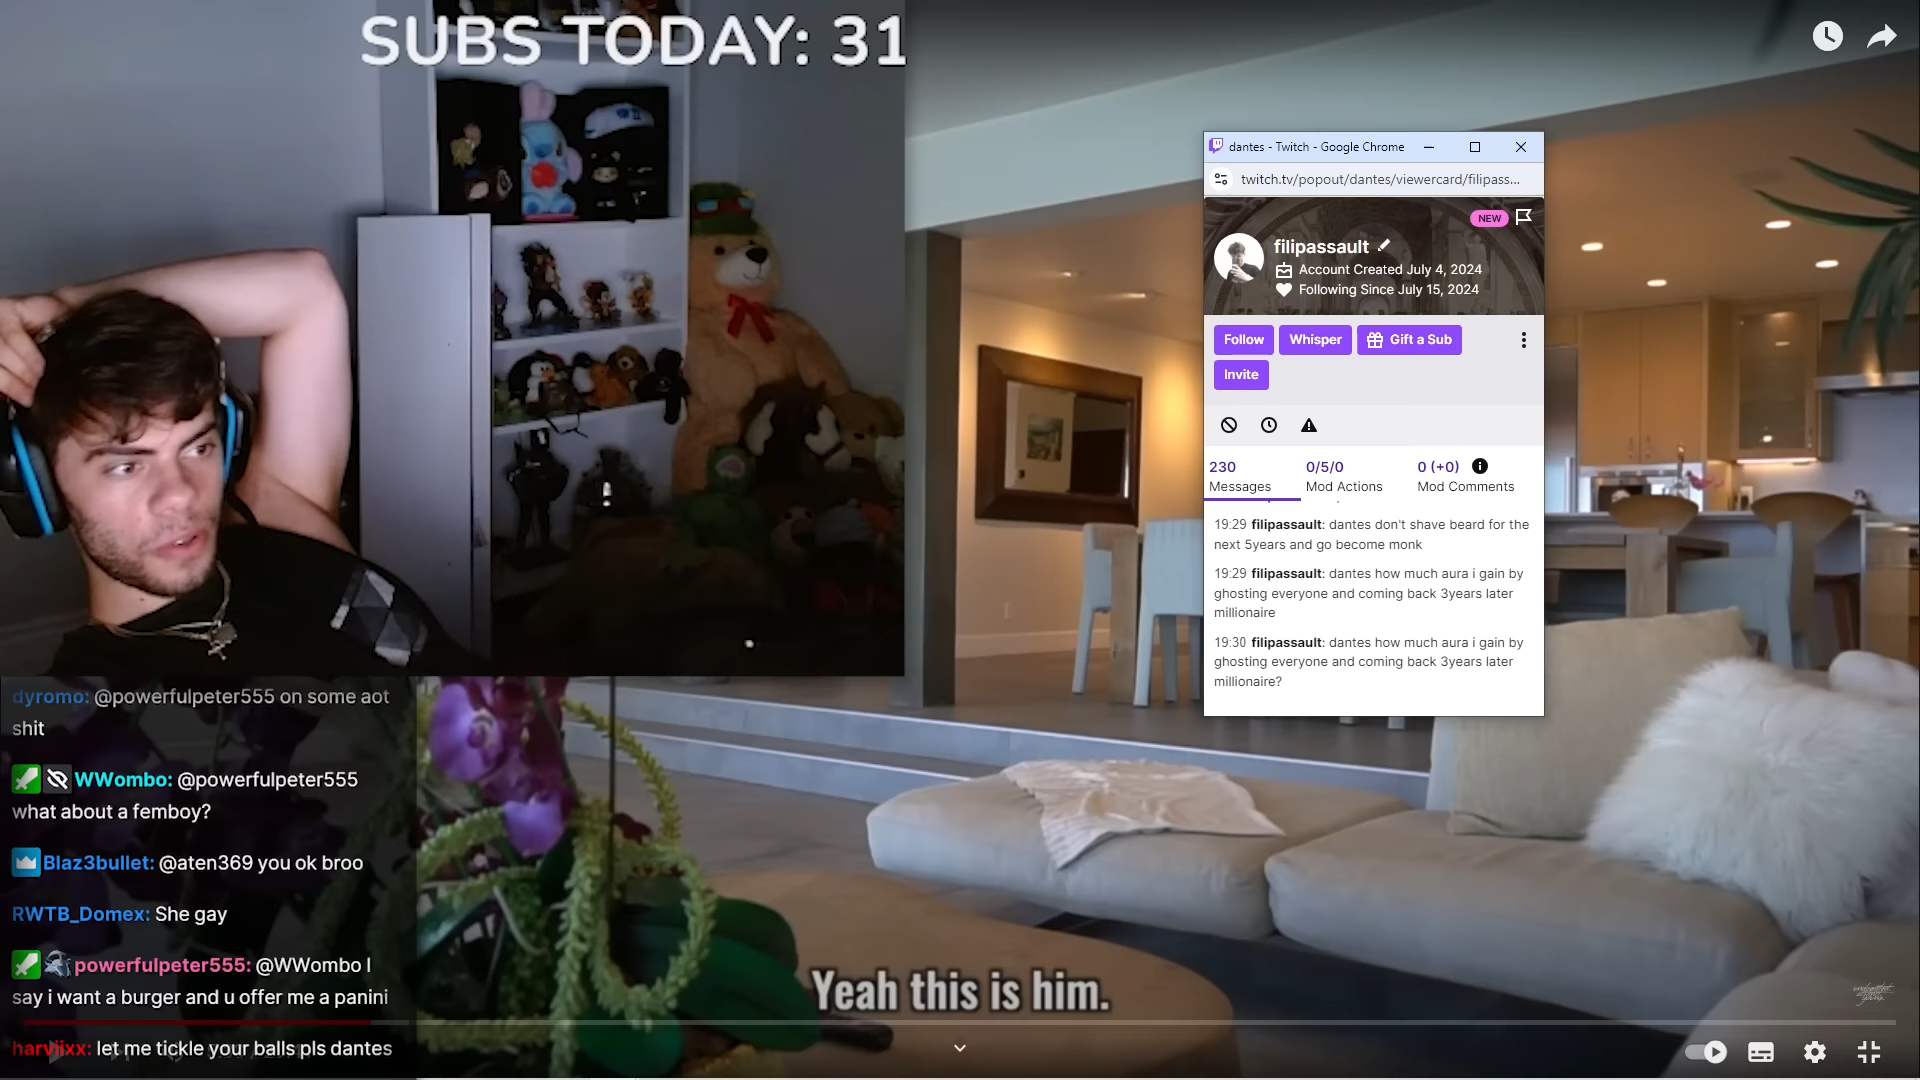 SUBS TODAY: 31
dantes - Twitch - Google Chrome
twitch.tv/popout/dantes/viewercard/filipass...
NEW
filipassault
Account Created July 4, 2024
Following Since July 15, 2024
Follow
Whisper
Gift a Sub
Invite
230
Messages
0/5/0
Mod Actions
0 (+0)
Mod Comments
19:29 filipassault: dantes don't shave beard for the
next 5years and go become monk
19:29 filipassault: dantes how much aura i gain by
ghosting everyone and coming back 3years later
millionaire
19:30 filipassault: dantes how much aura i gain by
ghosting everyone and coming back 3years later
millionaire?
dyromo: @powerfulpeter555 on some aot
shit
WWombo: @powerfulpeter555
what about a femboy?
Blaz3bullet: @aten369 you ok broo
RWTB_Domex: She gay
powerfulpeter555: @WWombo I
say i want a burger and u offer me a panini
harvijxx: let me tickle your balls pls dantes
Yeah this is him.